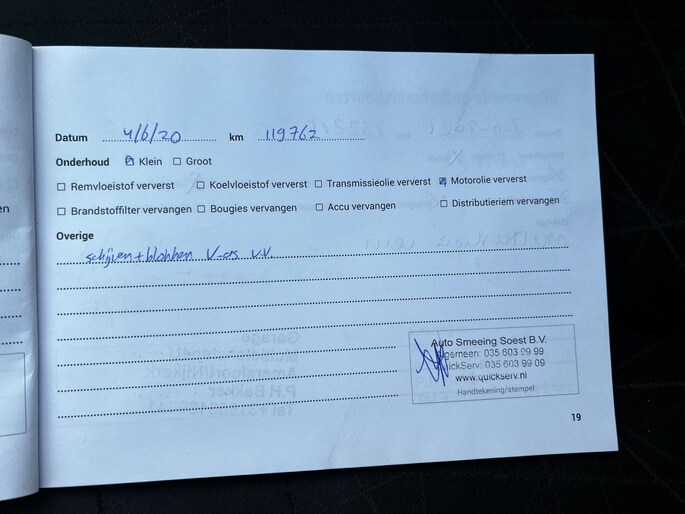 Datum 4/6/20 km 119762
Onderhoud Klein Groot
Remvloeistof ververst Koelvloeistof ververst Transmissieolie ververst Motorolie ververst
Brandstoffilter vervangen Bougies vervangen Accu vervangen Distributieriem vervangen
Overige
schijven + blokken V-as v.v.
Auto Smeeing Soest B.V.
Algemeen: 035 603 09 99
QuickServ: 035 603 99 09
www.quickserv.nl
Handtekening/stempel
19
en